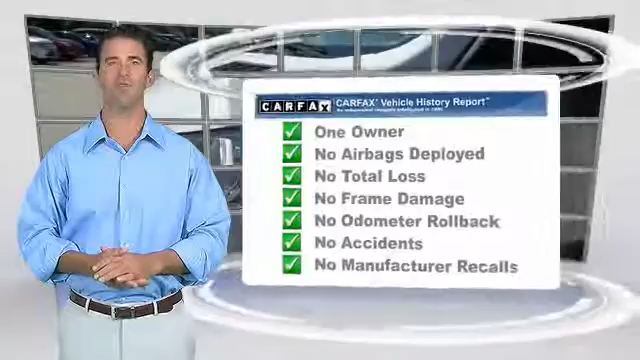 CARFAX CARFAX Vehicle History Report™
One Owner
No Airbags Deployed
No Total Loss
No Frame Damage
No Odometer Rollback
No Accidents
No Manufacturer Recalls